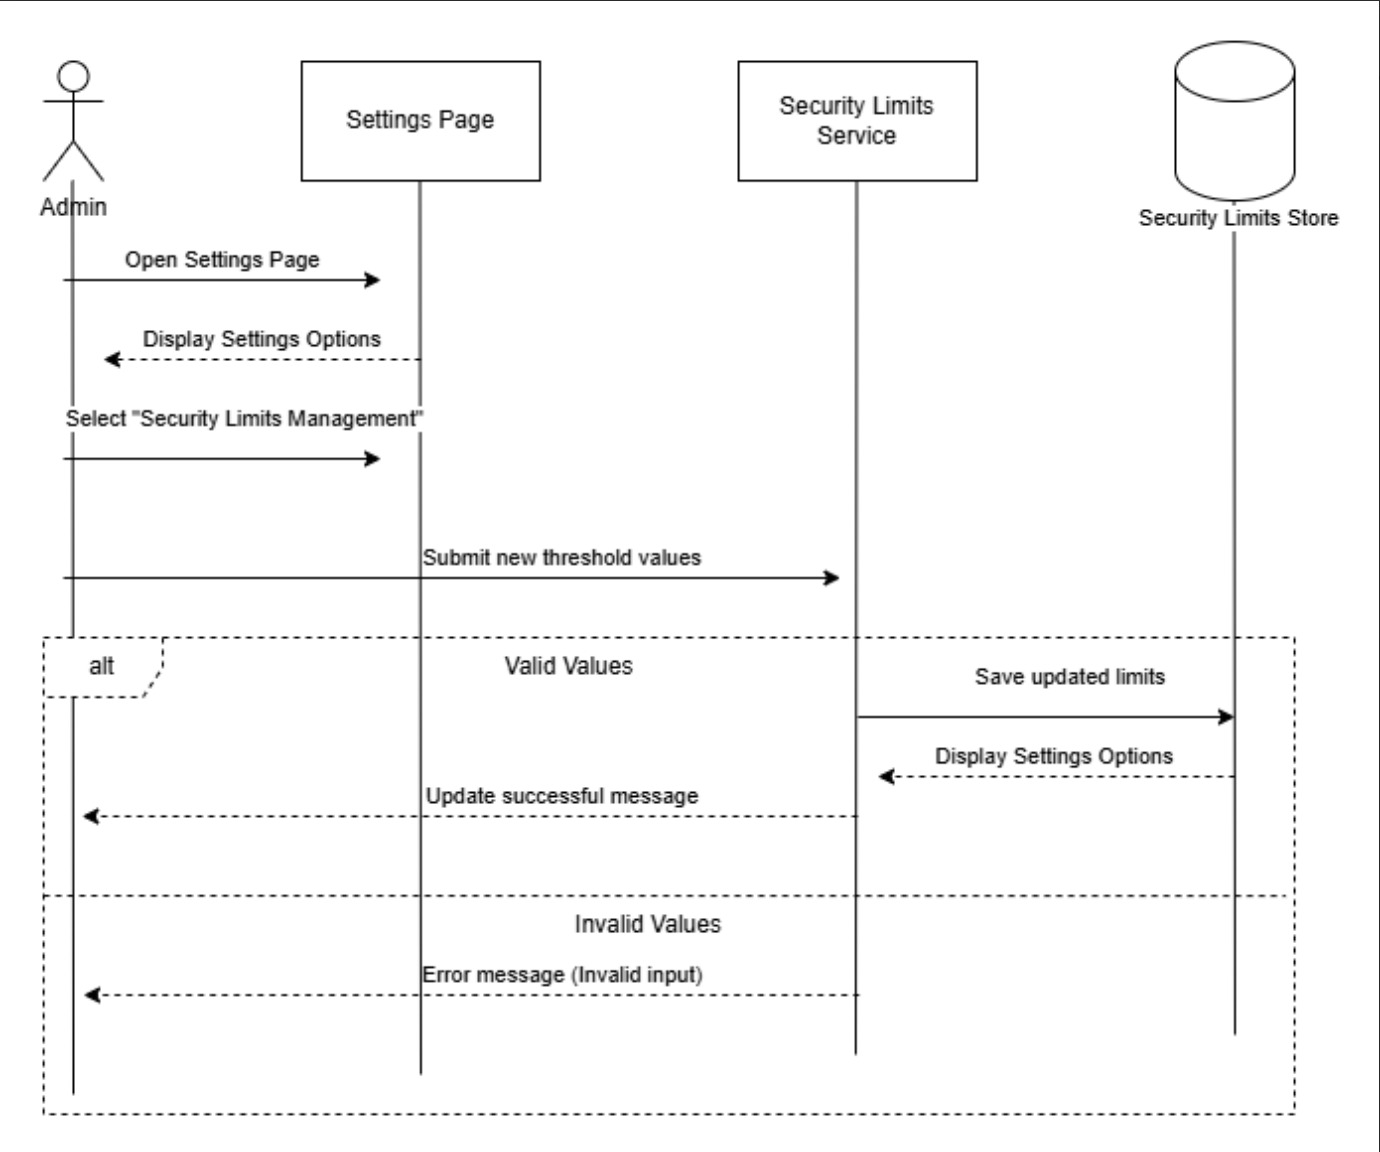 Settings Page
Security Limits
Service
Admin
Security Limits Store
Open Settings Page
Display Settings Options
Select "Security Limits Management"
Submit new threshold values
alt
Valid Values
Save updated limits
Display Settings Options
Update successful message
Invalid Values
Error message (Invalid input)